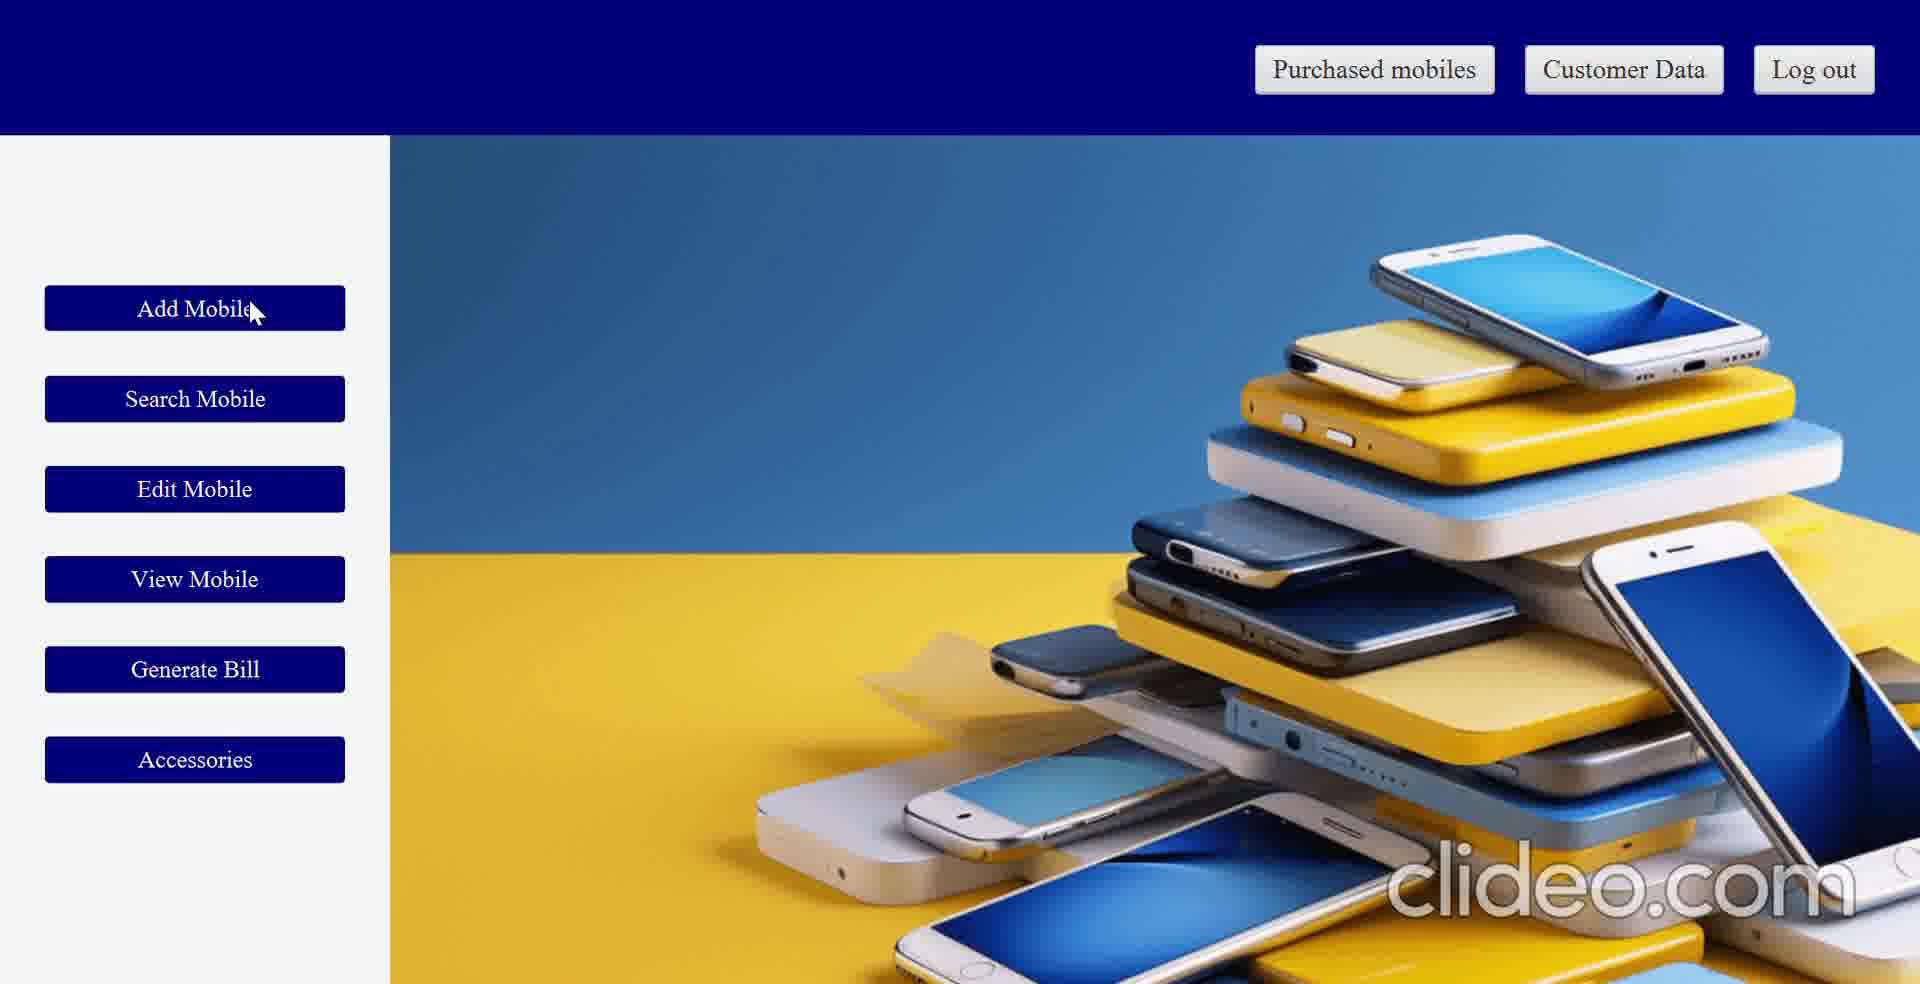 Purchased mobiles
Customer Data
Log out
Add Mobile
Search Mobile
Edit Mobile
View Mobile
Generate Bill
Accessories
clideo.com